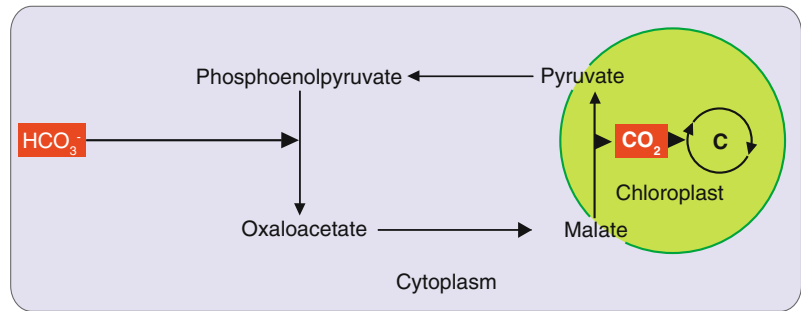 Phosphoenolpyruvate
Pyruvate
HCO3-
CO2
C
Chloroplast
Oxaloacetate
Malate
Cytoplasm